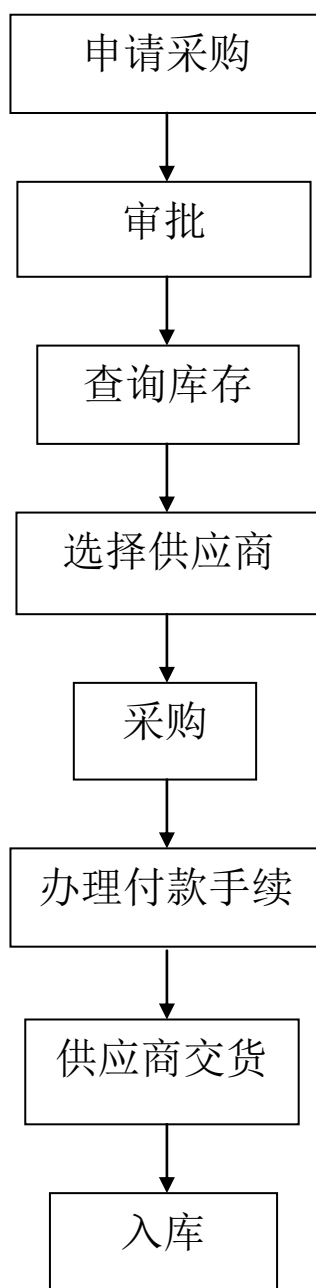 申请采购
审批
查询库存
选择供应商
采购
办理付款手续
供应商交货
入库